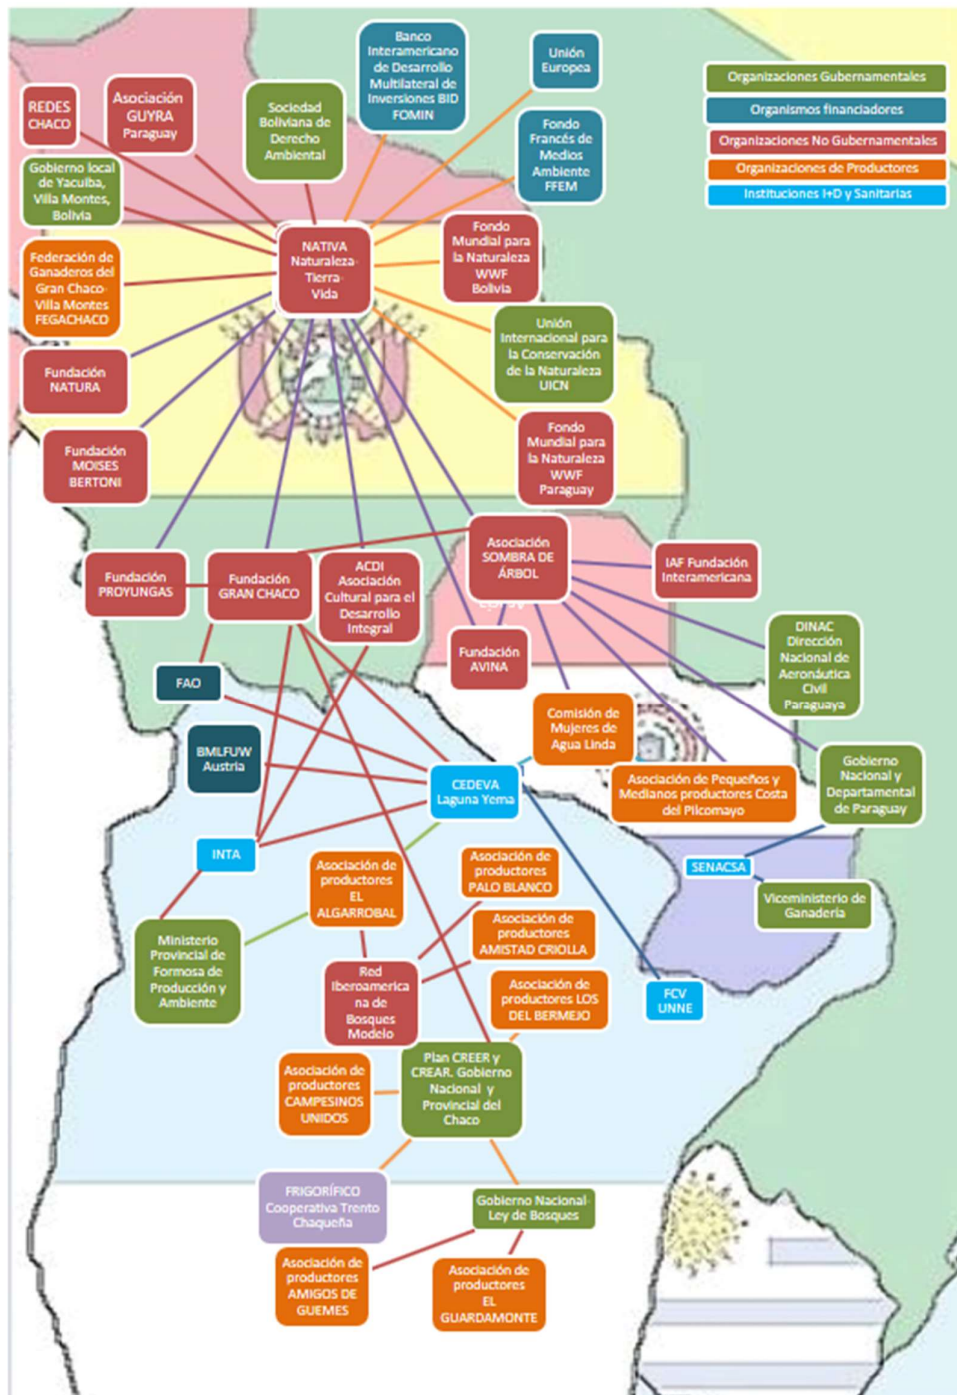 Banco
Interamericano
de Desarrollo
Multilateral de
Inversiones BID
FOMIN
Unión
Europea
Organizaciones Gubernamentales
Organismos financiadores
Organizaciones No Gubernamentales
Organizaciones de Productores
Instituciones I+D y Sanitarias
REDES
CHACO
Asociación
GUYRA
Paraguay
Sociedad
Boliviana de
Derecho
Ambiental
Fondo
Francés de
Medios
Ambiente
FFEM
Gobierno local
de Yacuiba,
Villa Montes,
Bolivia
NATIVA
Naturaleza-
Tierra-
Vida
Fondo
Mundial para
la Naturaleza
WWF
Bolivia
Federación de
Ganaderos del
Gran Chaco-
Villa Montes
FEGACHACO
Unión
Internacional para
la Conservación
de la Naturaleza
UICN
Fundación
NATURA
Fondo
Mundial para
la Naturaleza
WWF
Paraguay
Fundación
MOISES
BERTONI
Fundación
PROYUNGAS
Fundación
GRAN CHACO
ACDI
Asociación
Cultural para el
Desarrollo
Integral
Asociación
SOMBRA DE
ÁRBOL
IAF Fundación
Interamericana
Fundación
AVINA
DINAC
Dirección
Nacional de
Aeronáutica
Civil
Paraguaya
FAO
Comisión de
Mujeres de
Agua Linda
BMLFUW
Austria
CEDEVA
Laguna Yema
Asociación de Pequeños y
Medianos productores Costa
del Pilcomayo
Gobierno
Nacional y
Departamental
de Paraguay
INTA
Asociación de
productores
EL
ALGARROBAL
Asociación de
productores
PALO BLANCO
SENACSA
Viceministerio de
Ganadería
Ministerio
Provincial de
Formosa de
Producción y
Ambiente
Asociación de
productores
AMISTAD CRIOLLA
Red
Iberoamerica
na de
Bosques
Modelo
Asociación de
productores LOS
DEL BERMEJO
FCV
UNNE
Asociación de
productores
CAMPESINOS
UNIDOS
Plan CREER y
CREAR. Gobierno
Nacional y
Provincial del
Chaco
FRIGORÍFICO
Cooperativa Trento
Chaqueña
Gobierno Nacional-
Ley de Bosques
Asociación de
productores
AMIGOS DE
GUEMES
Asociación de
productores
EL
GUARDAMONTE